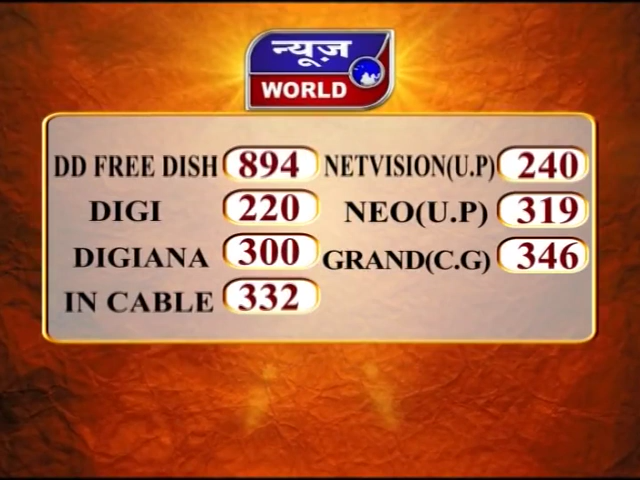 न्यूज़
WORLD
DD FREE DISH 894 NETVISION(U.P) 240
DIGI 220 NEO(U.P) 319
DIGIANA 300 GRAND(C.G) 346
IN CABLE 332